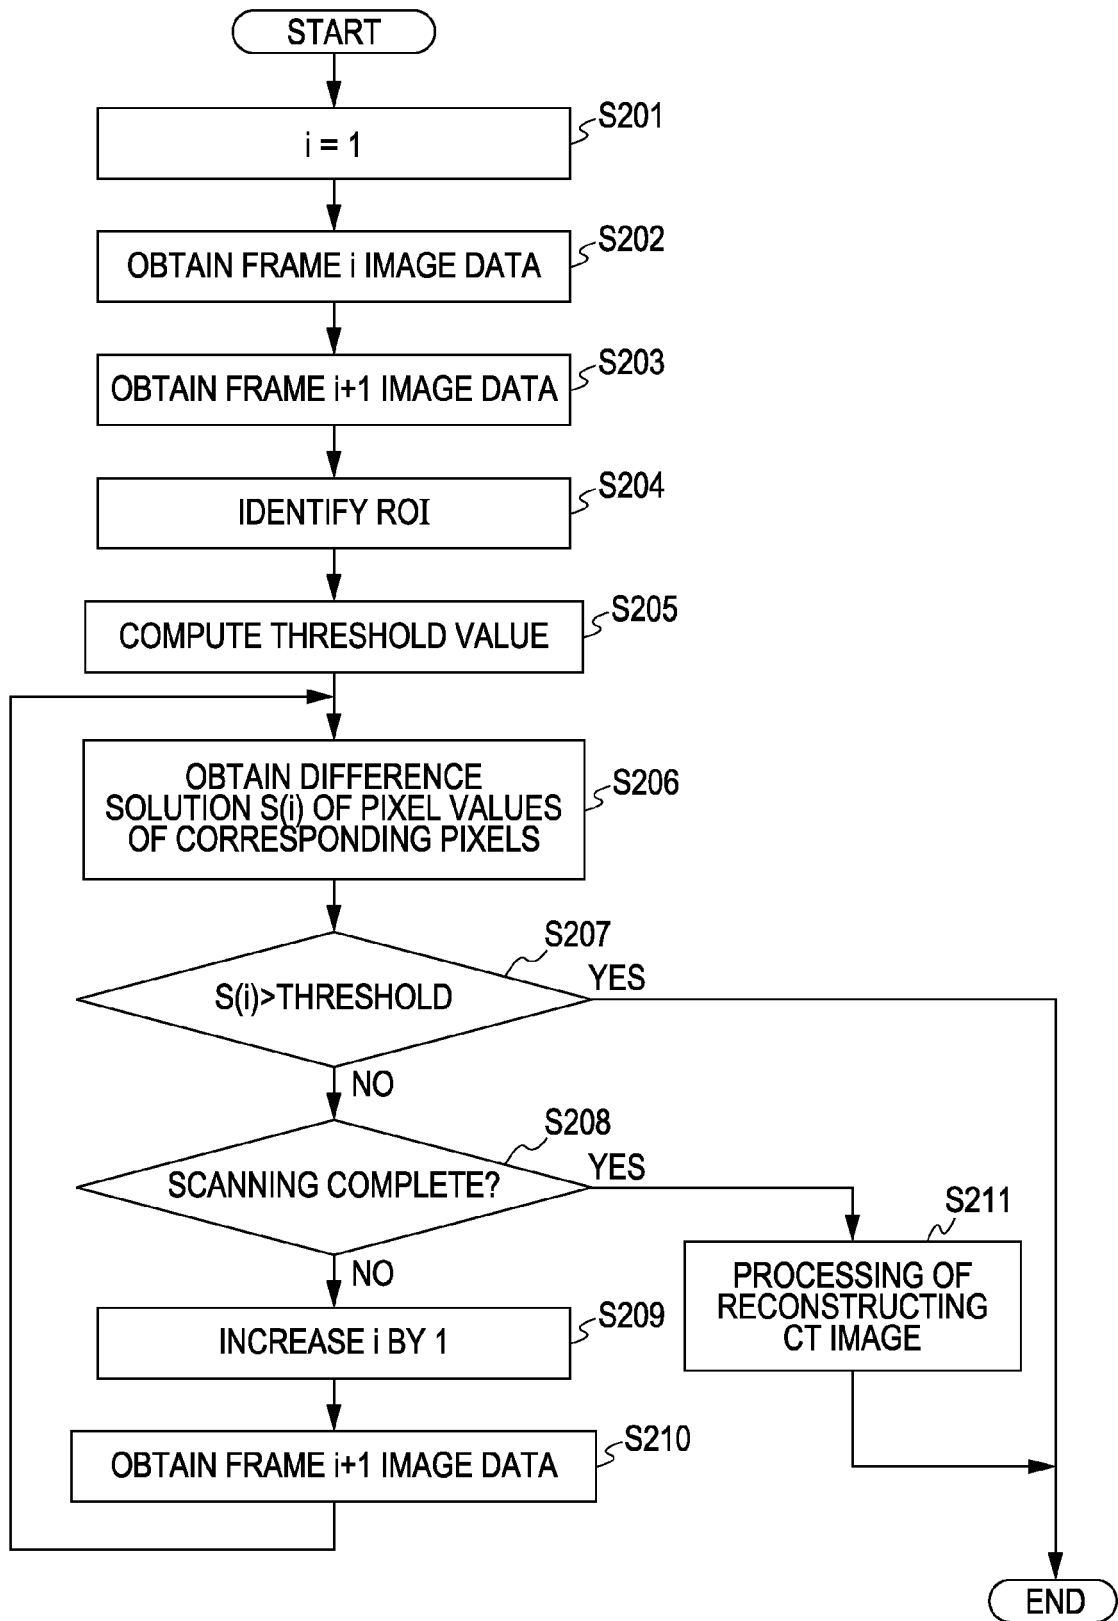 START
S201
i = 1
S202
OBTAIN FRAME i IMAGE DATA
S203
OBTAIN FRAME i+1 IMAGE DATA
S204
IDENTIFY ROI
S205
COMPUTE THRESHOLD VALUE
S206
OBTAIN DIFFERENCE
SOLUTION S(i) OF PIXEL VALUES
OF CORRESPONDING PIXELS
S207
S(i)>THRESHOLD
YES
NO
S208
SCANNING COMPLETE?
YES
NO
S211
PROCESSING OF
RECONSTRUCTING
CT IMAGE
S209
INCREASE i BY 1
S210
OBTAIN FRAME i+1 IMAGE DATA
END